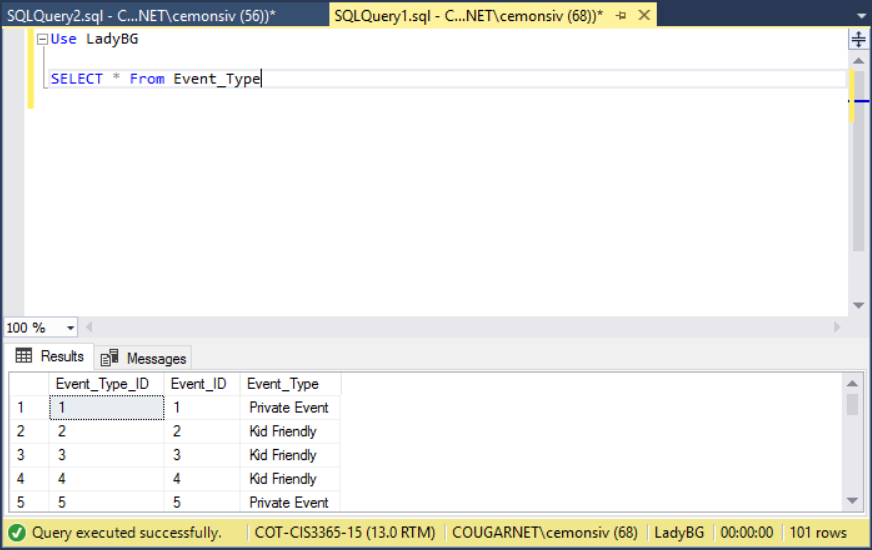 SQLQuery2.sql - C...NET\cemonsiv (56))* SQLQuery1.sql - C...NET\cemonsiv (68))*
Use LadyBG
SELECT * From Event_Type
100 %
Results Messages
Event_Type_ID Event_ID Event_Type
1 1 1 Private Event
2 2 2 Kid Friendly
3 3 3 Kid Friendly
4 4 4 Kid Friendly
5 5 5 Private Event
Query executed successfully. COT-CIS3365-15 (13.0 RTM) COUGARNET\cemonsiv (68) LadyBG 00:00:00 101 rows